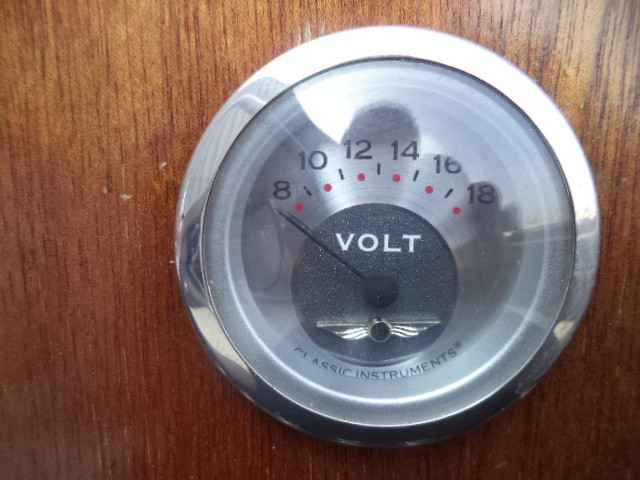 8 10 12 14 16 18
VOLT
CLASSIC INSTRUMENTS®